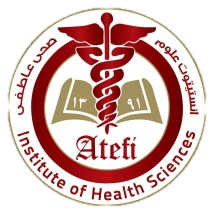 انستیتوت علوم صحی عاطفی
۱۳ ۹۱
Atefi
Institute of Health Sciences